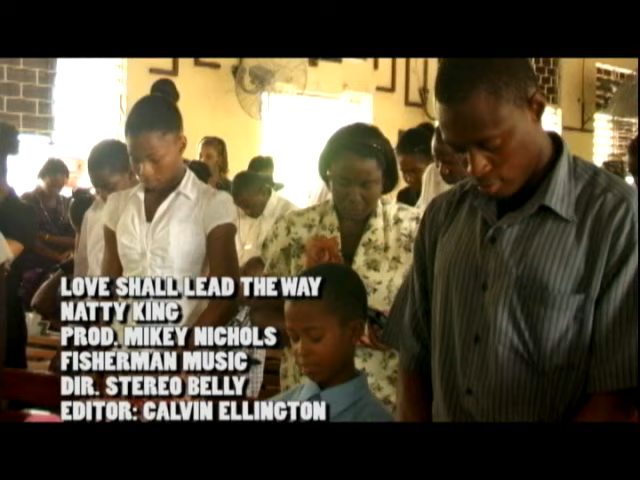 LOVE SHALL LEAD THE WAY
NATTY KING
PROD. MIKEY NICHOLS
FISHERMAN MUSIC
DIR. STEREO BELLY
EDITOR: CALVIN ELLINGTON